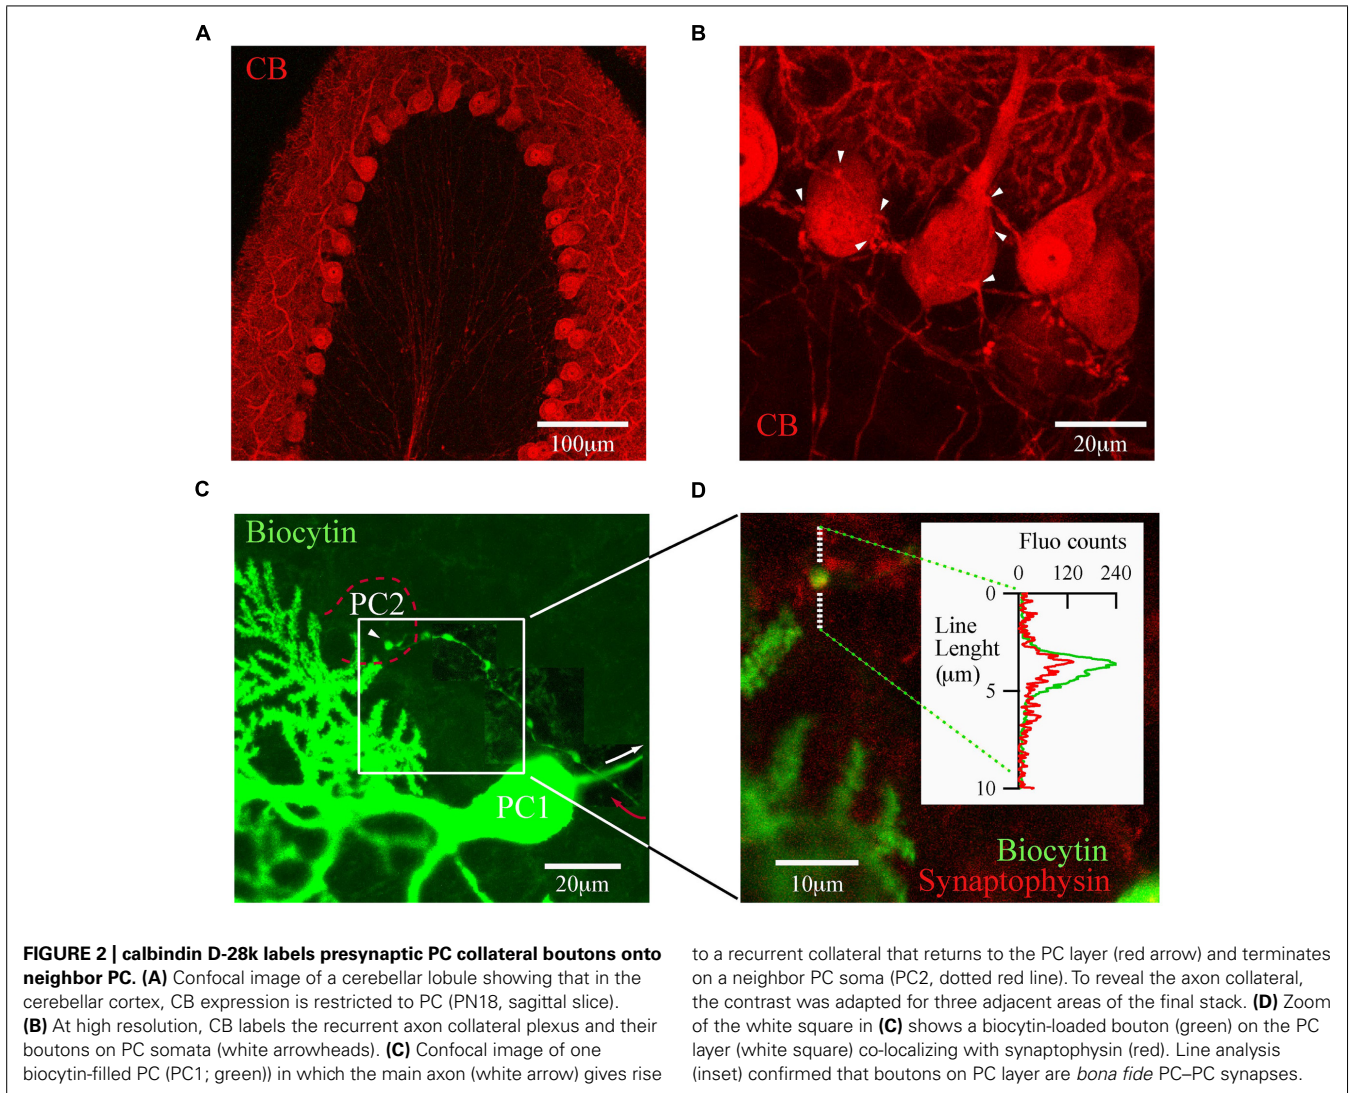 A
B
CB
100µm
CB
20µm
C
D
Biocytin
PC2
PC1
20µm
Fluo counts
0 120 240
0
Line
Lenght
(µm)
5
10
10µm
Biocytin
Synaptophysin
FIGURE 2 | calbindin D-28k labels presynaptic PC collateral boutons onto
neighbor PC. (A) Confocal image of a cerebellar lobule showing that in the
cerebellar cortex, CB expression is restricted to PC (PN18, sagittal slice).
(B) At high resolution, CB labels the recurrent axon collateral plexus and their
boutons on PC somata (white arrowheads). (C) Confocal image of one
biocytin-filled PC (PC1; green)) in which the main axon (white arrow) gives rise
to a recurrent collateral that returns to the PC layer (red arrow) and terminates
on a neighbor PC soma (PC2, dotted red line). To reveal the axon collateral,
the contrast was adapted for three adjacent areas of the final stack. (D) Zoom
of the white square in (C) shows a biocytin-loaded bouton (green) on the PC
layer (white square) co-localizing with synaptophysin (red). Line analysis
(inset) confirmed that boutons on PC layer are bona fide PC–PC synapses.